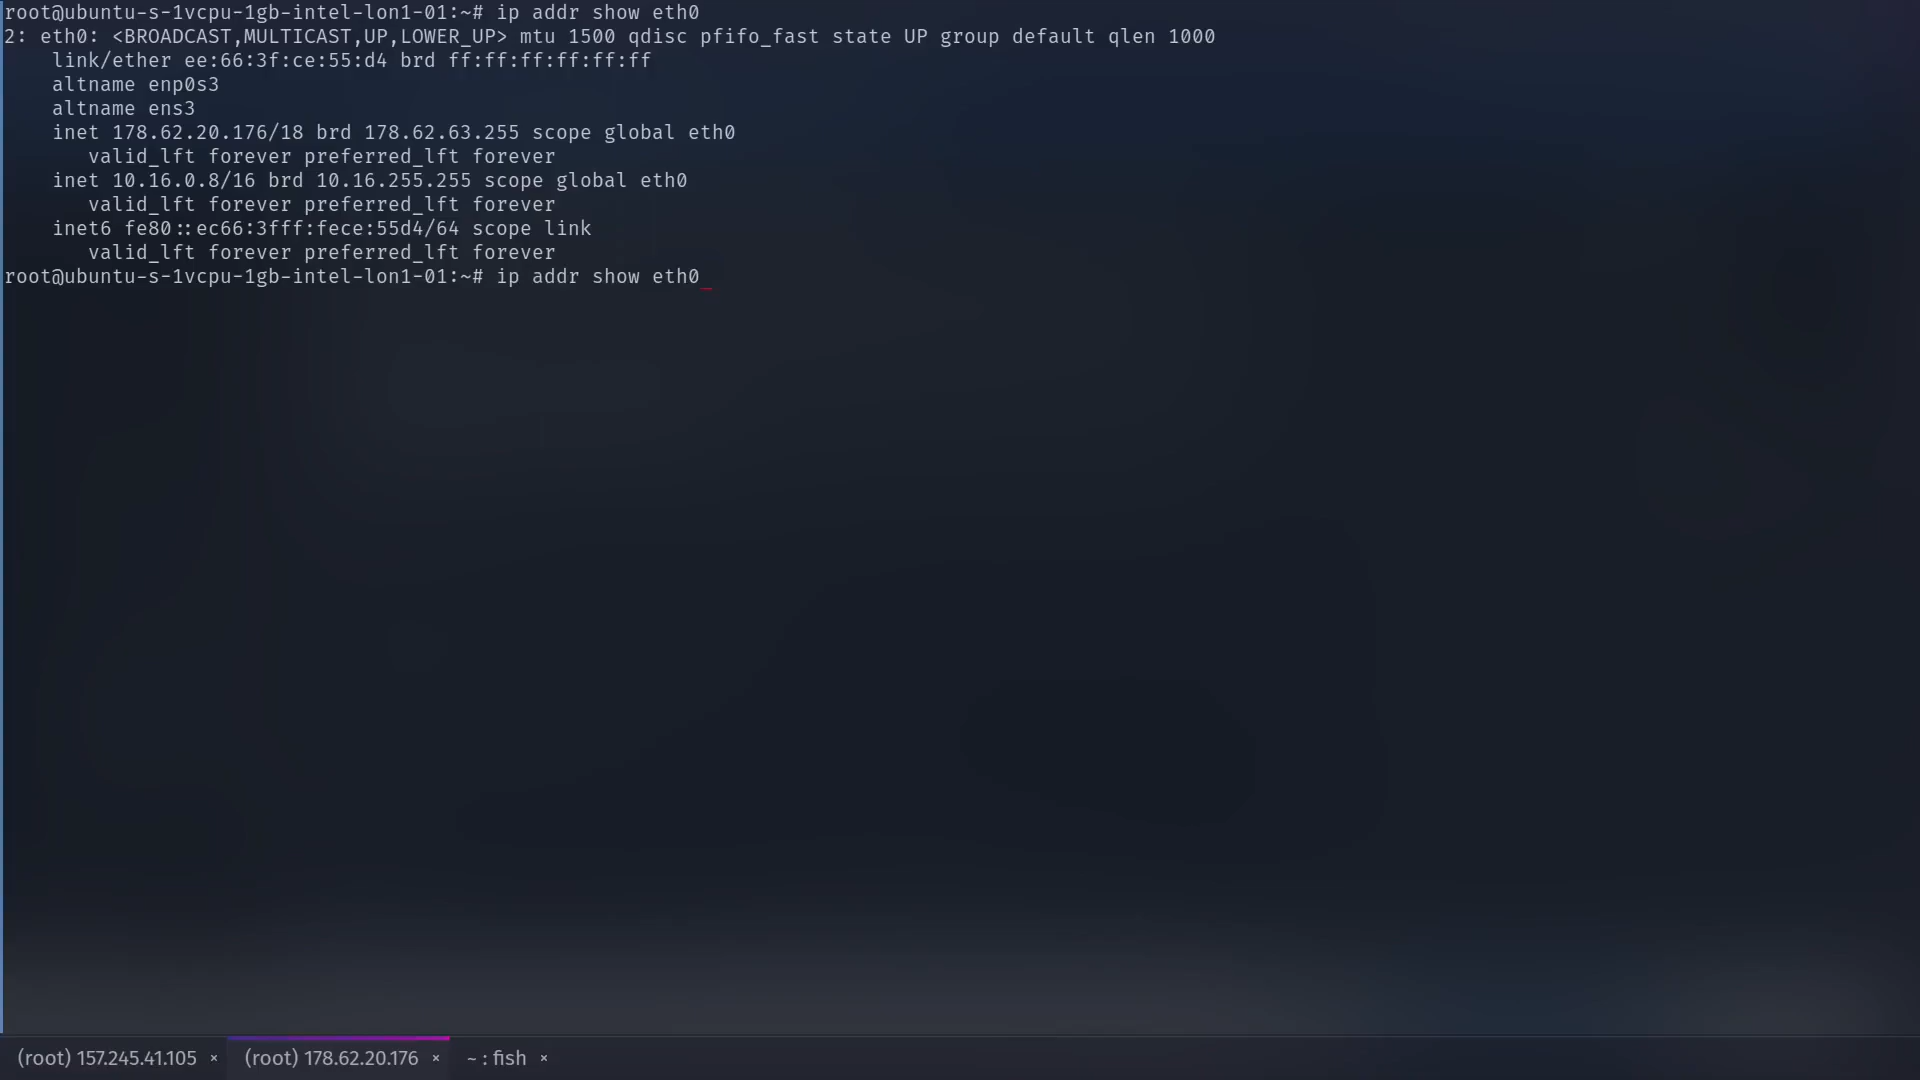 root@ubuntu-s-1vcpu-1gb-intel-lon1-01:~# ip addr show eth0
2: eth0: <BROADCAST,MULTICAST,UP,LOWER_UP> mtu 1500 qdisc pfifo_fast state UP group default qlen 1000
    link/ether ee:66:3f:ce:55:d4 brd ff:ff:ff:ff:ff:ff
    altname enp0s3
    altname ens3
    inet 178.62.20.176/18 brd 178.62.63.255 scope global eth0
       valid_lft forever preferred_lft forever
    inet 10.16.0.8/16 brd 10.16.255.255 scope global eth0
       valid_lft forever preferred_lft forever
    inet6 fe80::ec66:3fff:fece:55d4/64 scope link
       valid_lft forever preferred_lft forever
root@ubuntu-s-1vcpu-1gb-intel-lon1-01:~# ip addr show eth0_
(root) 157.245.41.105 × (root) 178.62.20.176 × ~ : fish ×